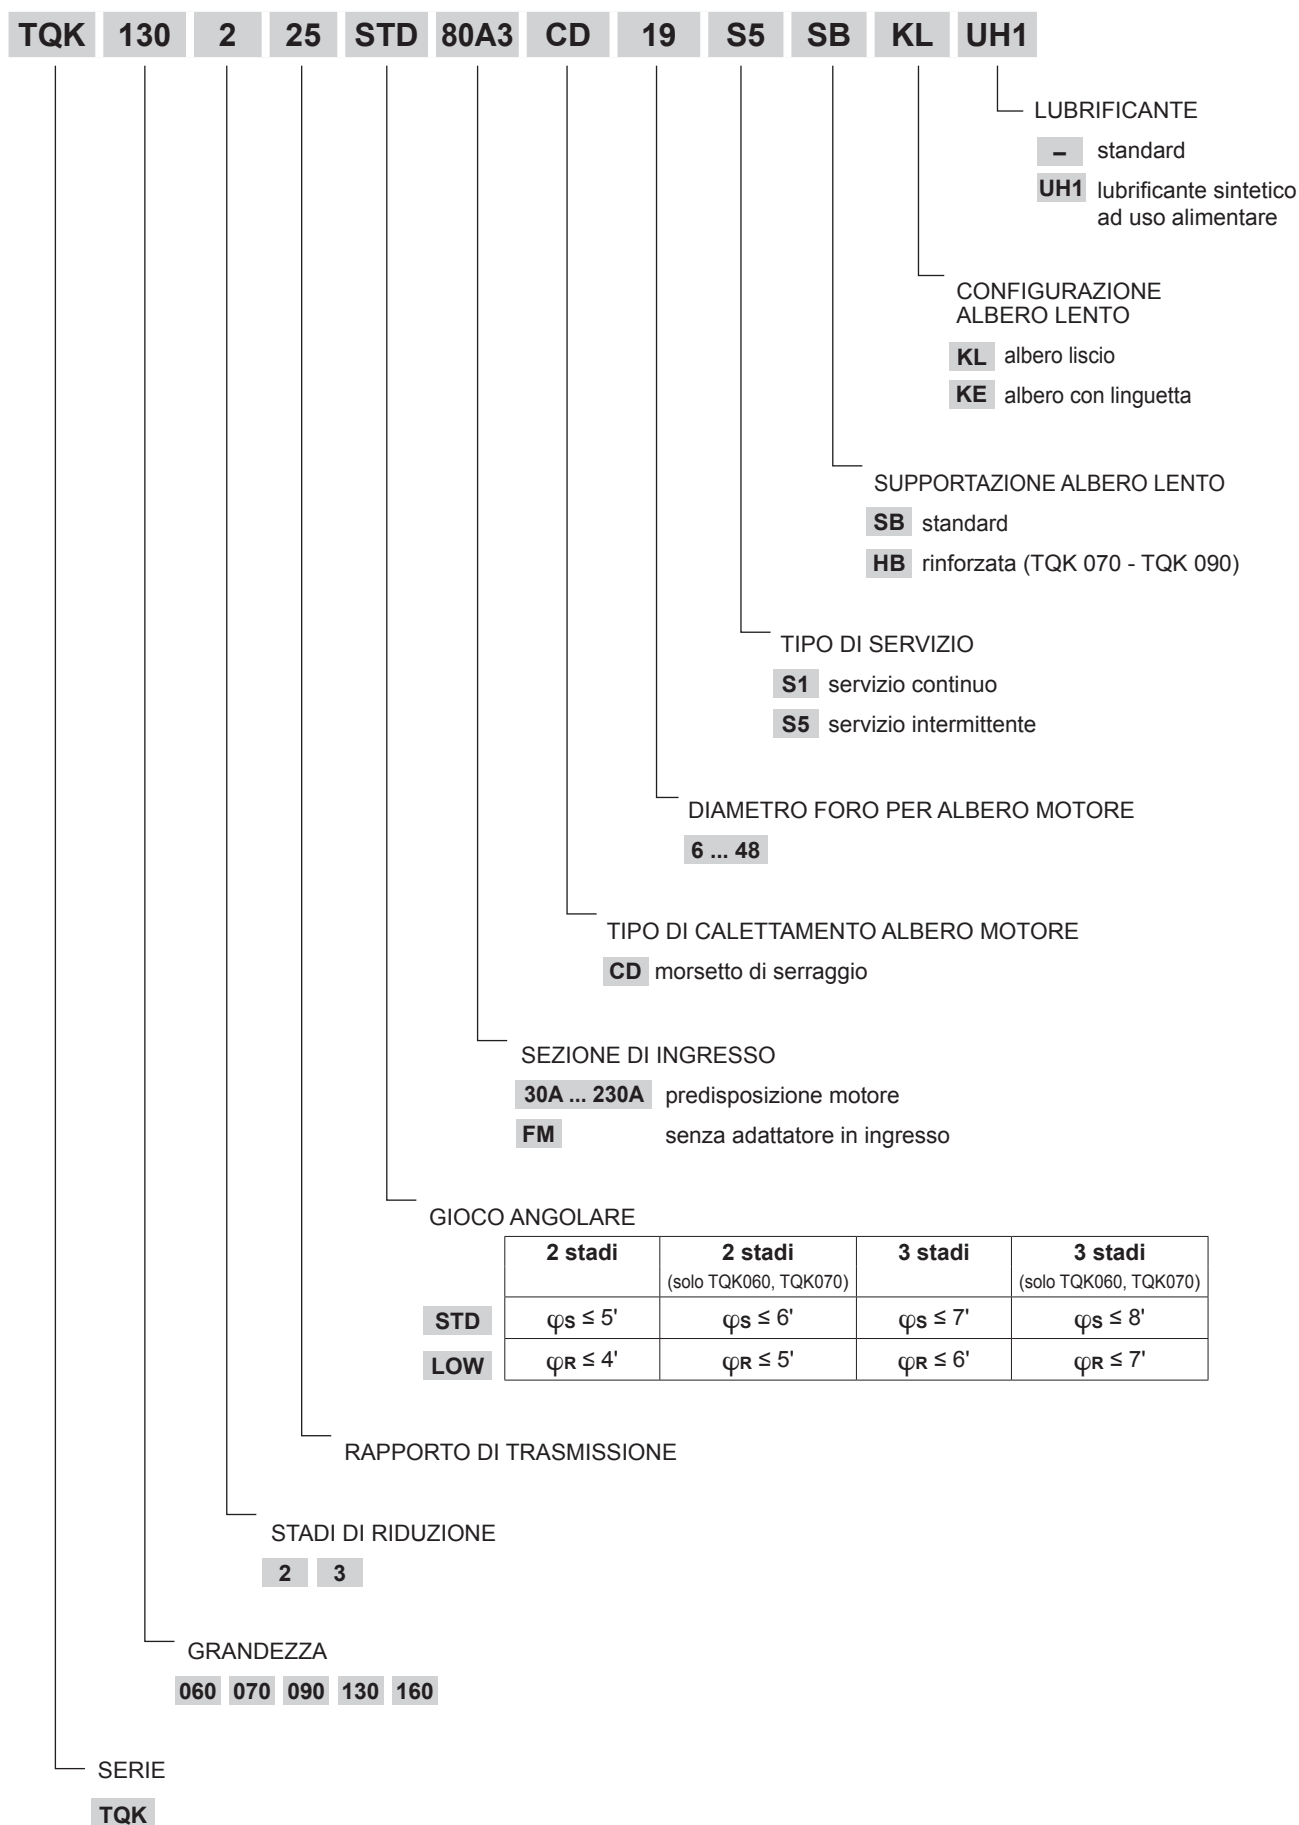 TQK 130 2 25 STD 80A3 CD 19 S5 SB KL UH1
LUBRIFICANTE
– standard
UH1 lubrificante sintetico
ad uso alimentare
CONFIGURAZIONE
ALBERO LENTO
KL albero liscio
KE albero con linguetta
SUPPORTAZIONE ALBERO LENTO
SB standard
HB rinforzata (TQK 070 - TQK 090)
TIPO DI SERVIZIO
S1 servizio continuo
S5 servizio intermittente
DIAMETRO FORO PER ALBERO MOTORE
6 ... 48
TIPO DI CALETTAMENTO ALBERO MOTORE
CD morsetto di serraggio
SEZIONE DI INGRESSO
30A ... 230A predisposizione motore
FM senza adattatore in ingresso
GIOCO ANGOLARE
2 stadi 2 stadi 3 stadi 3 stadi
(solo TQK060, TQK070) (solo TQK060, TQK070)
STD φS ≤ 5' φS ≤ 6' φS ≤ 7' φS ≤ 8'
LOW φR ≤ 4' φR ≤ 5' φR ≤ 6' φR ≤ 7'
RAPPORTO DI TRASMISSIONE
STADI DI RIDUZIONE
2 3
GRANDEZZA
060 070 090 130 160
SERIE
TQK